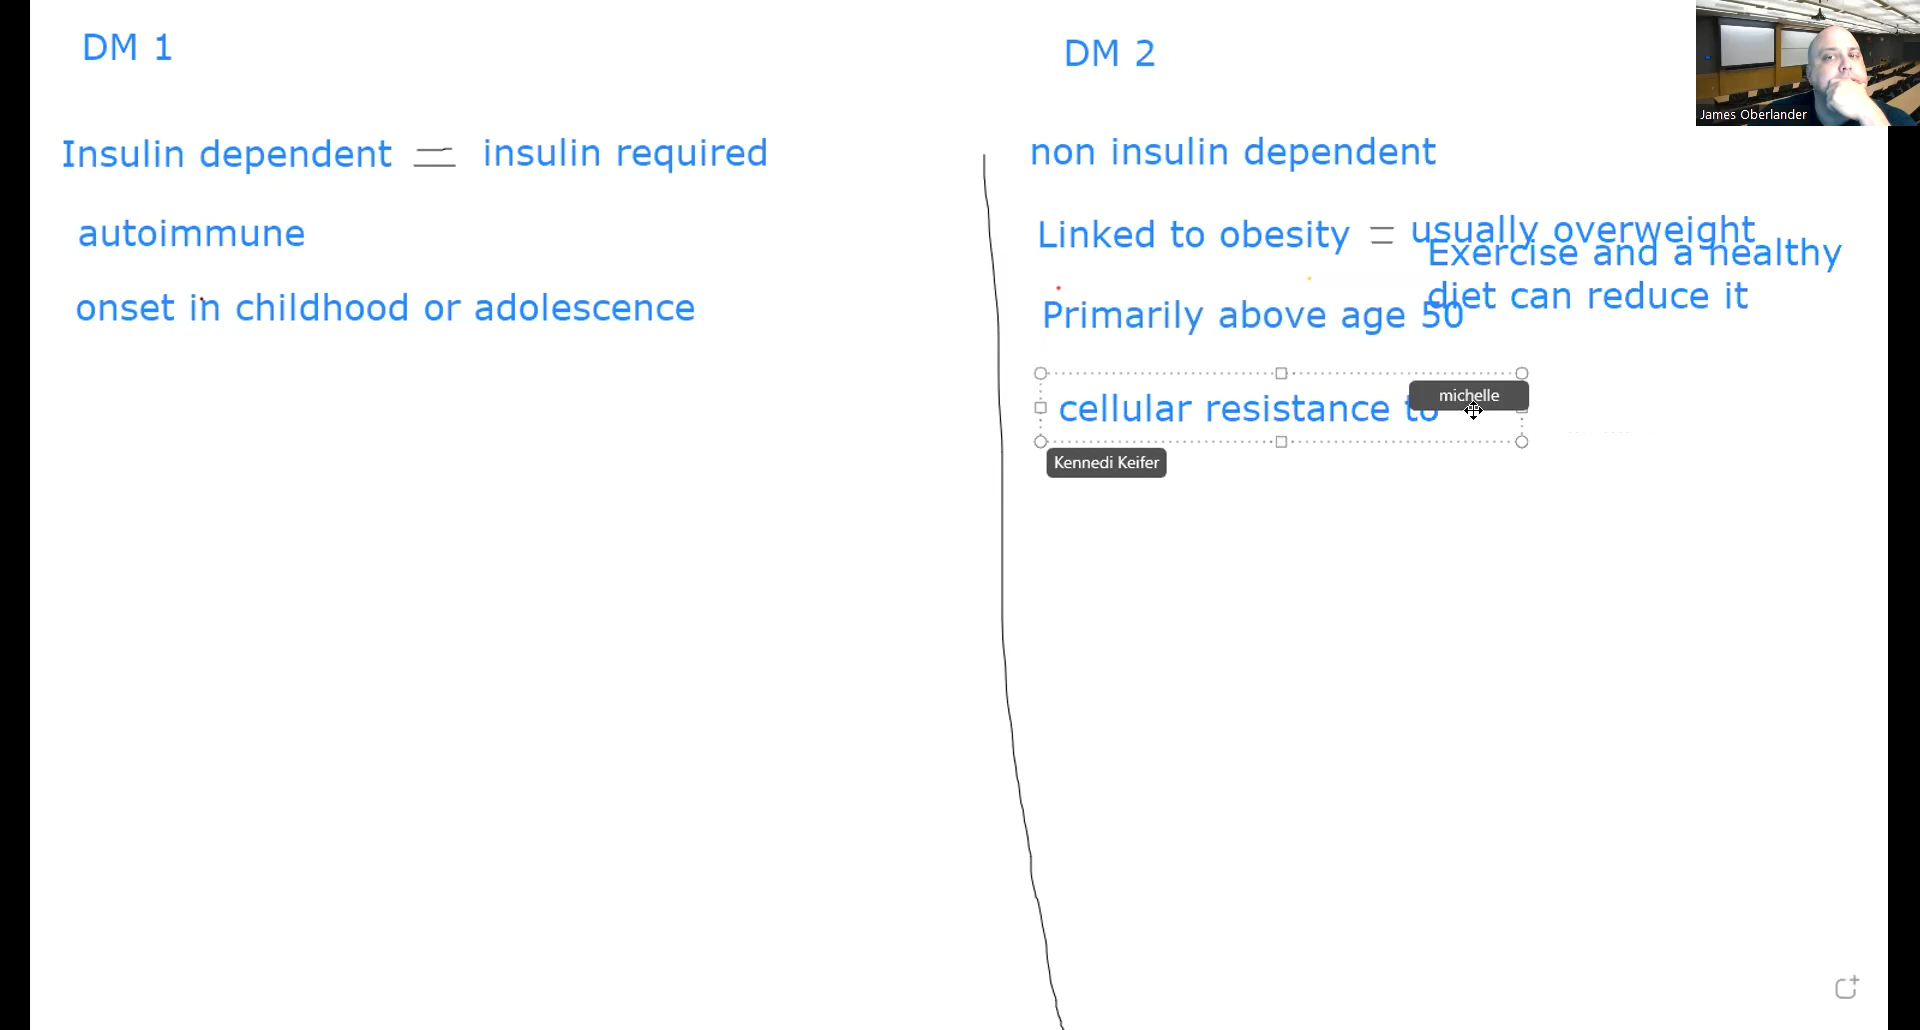 DM 1
Insulin dependent = insulin required
autoimmune
onset in childhood or adolescence
DM 2
non insulin dependent
Linked to obesity = usually overweight
Exercise and a healthy
diet can reduce it
Primarily above age 50
cellular resistance to
michelle
Kennedi Keifer
James Oberlander